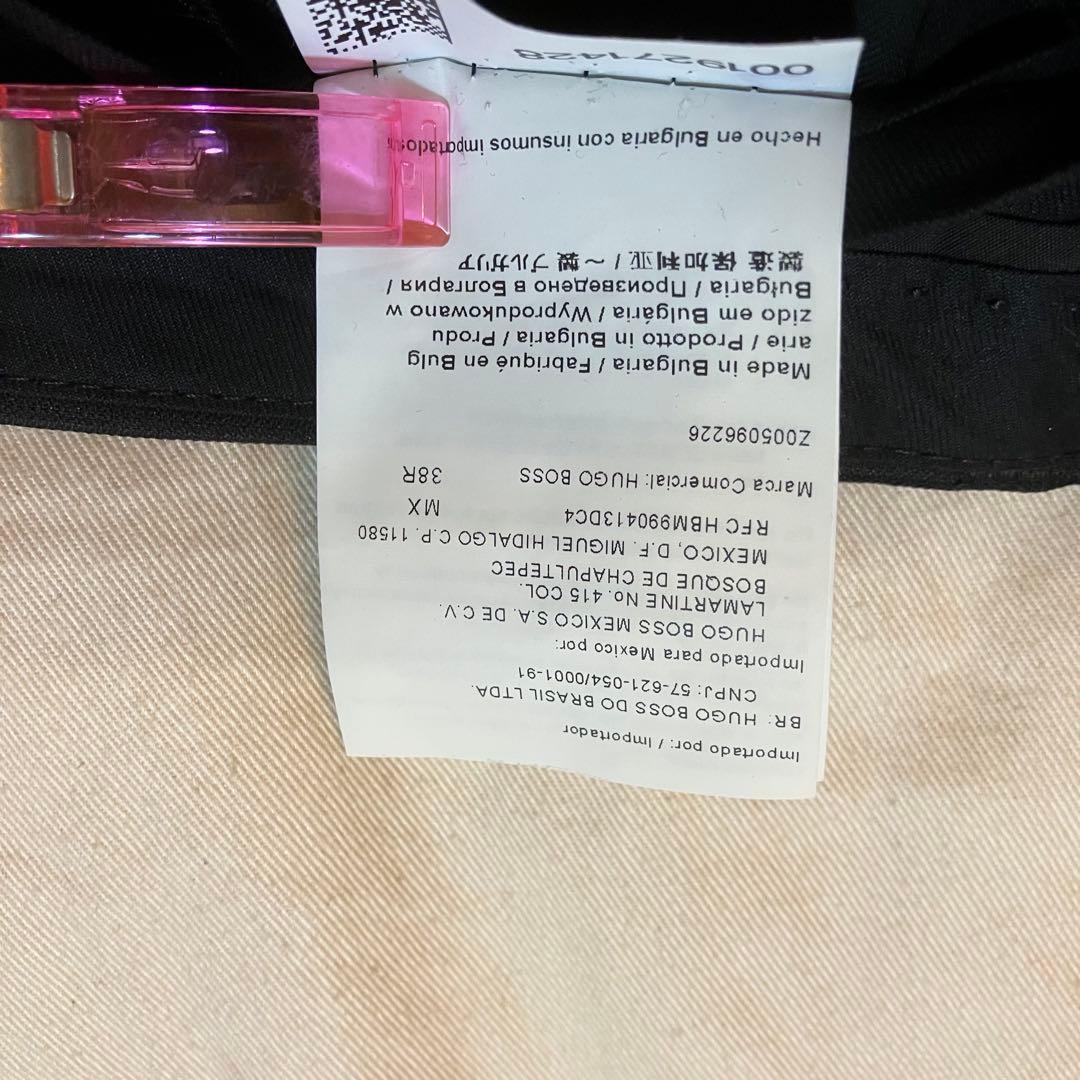 Importado por: / Importador
BR: HUGO BOSS DO BRASIL LTDA.
CNPJ: 57-621-054/0001-91
Importado para Mexico por:
HUGO BOSS MEXICO S.A. DE C.V.
LAMARTINE No. 415 COL.
BOSQUE DE CHAPULTEPEC
MEXICO, D.F. MIGUEL HIDALGO C.P. 11580
RFC HBM990413DC4 MX
Marca Comercial: HUGO BOSS 38R
Z005096226
Made in Bulgaria / Fabriqué en Bulg
arie / Prodotto in Bulgaria / Produ
zido em Bulgária / Wyprodukowano w
Bułgaria / Произведено в Болгария /
製造 保加利亚 / ~ 製 ブルガリア
Hecho en Bulgaria con insumos importados
0019271428